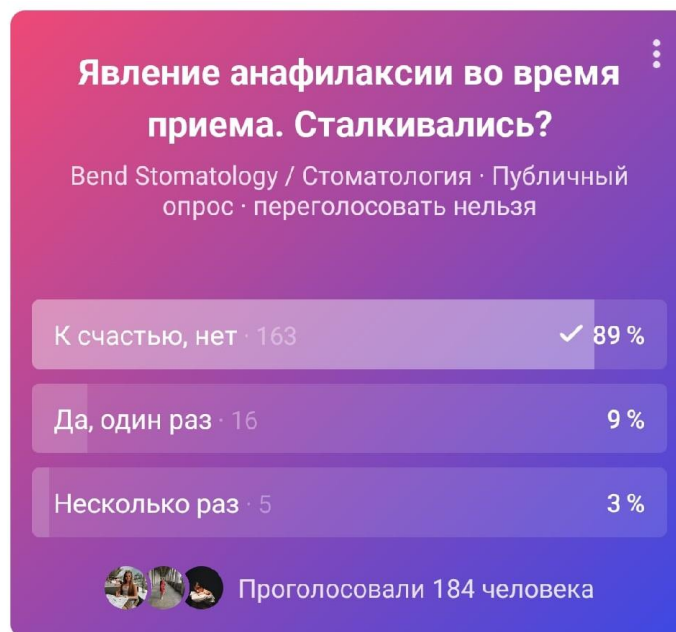 Явление анафилаксии во время
приема. Сталкивались?
Bend Stomatology / Стоматология · Публичный
опрос · переголосовать нельзя
К счастью, нет · 163 89 %
Да, один раз · 16 9 %
Несколько раз · 5 3 %
Проголосовали 184 человека